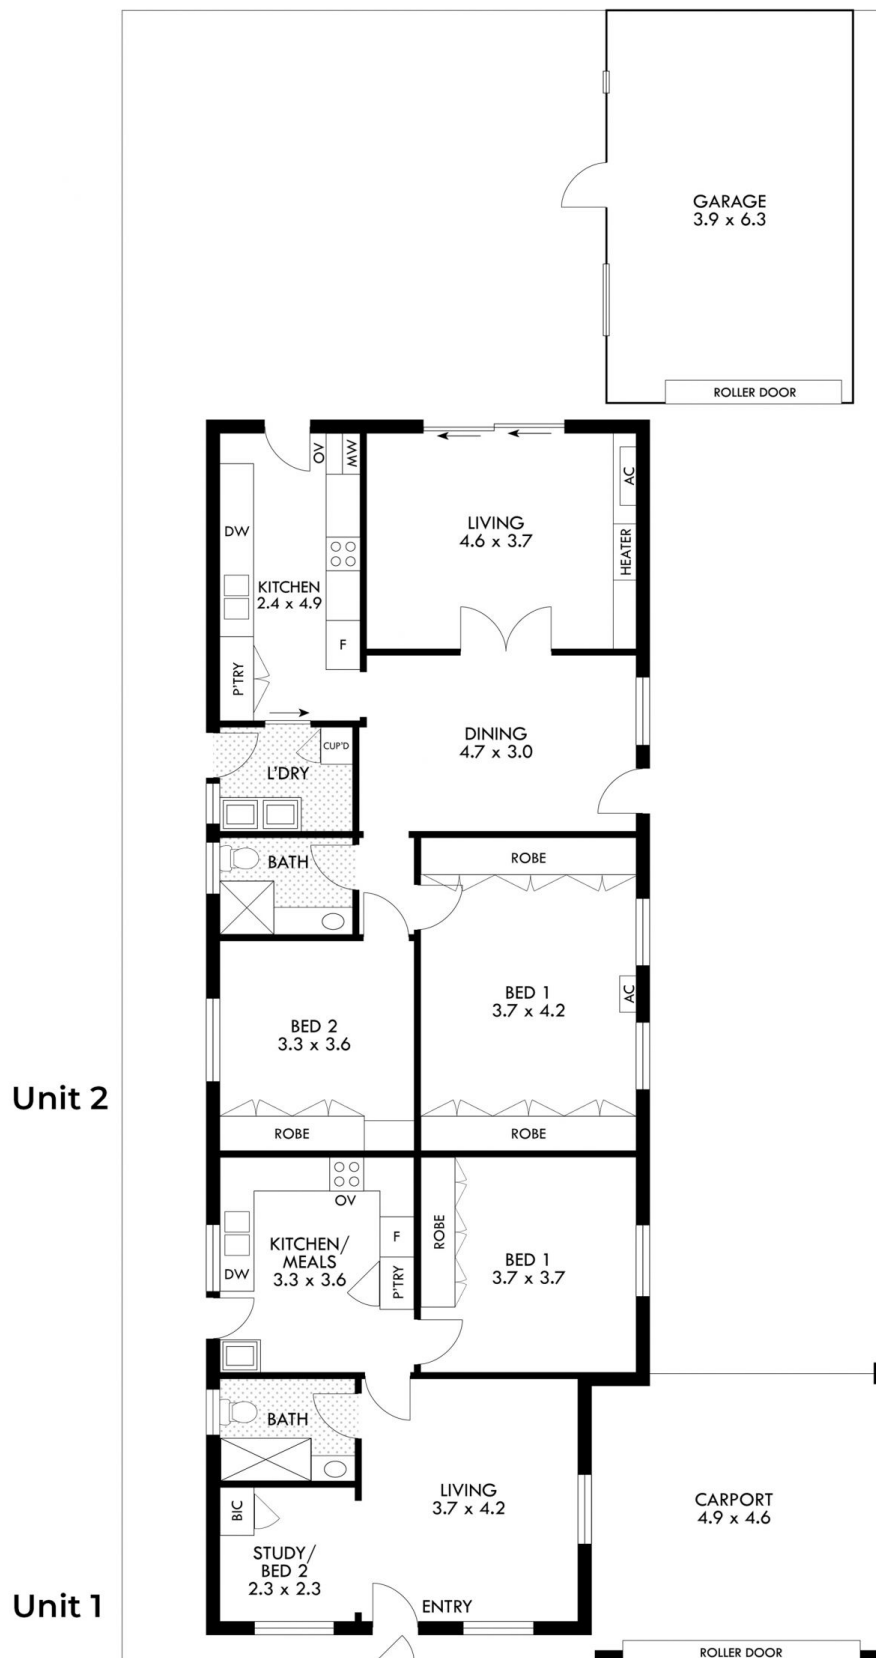 GARAGE
3.9 x 6.3
ROLLER DOOR
OV
MW
AC
DW
LIVING
4.6 x 3.7
HEATER
KITCHEN
2.4 x 4.9
F
P'TRY
DINING
4.7 x 3.0
CUP'D
L'DRY
BATH
ROBE
BED 1
3.7 x 4.2
AC
BED 2
3.3 x 3.6
Unit 2
ROBE
ROBE
OV
KITCHEN/
MEALS
3.3 x 3.6
F
DW
P'TRY
ROBE
BED 1
3.7 x 3.7
BATH
LIVING
3.7 x 4.2
CARPORT
4.9 x 4.6
BIC
STUDY/
BED 2
2.3 x 2.3
Unit 1
ENTRY
ROLLER DOOR